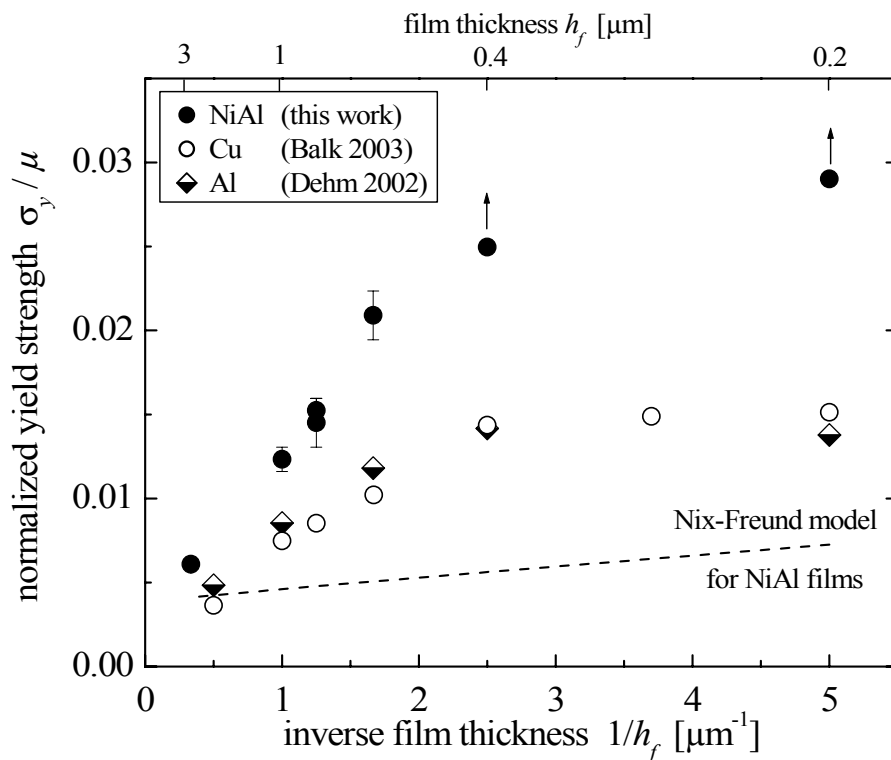 film thickness h_f [µm]
3 1 0.4 0.2
NiAl (this work)
Cu (Balk 2003)
Al (Dehm 2002)
normalized yield strength σ_y / µ
0.03
0.02
0.01
0.00
Nix-Freund model
for NiAl films
0 1 2 3 4 5
inverse film thickness 1/h_f [µm⁻¹]